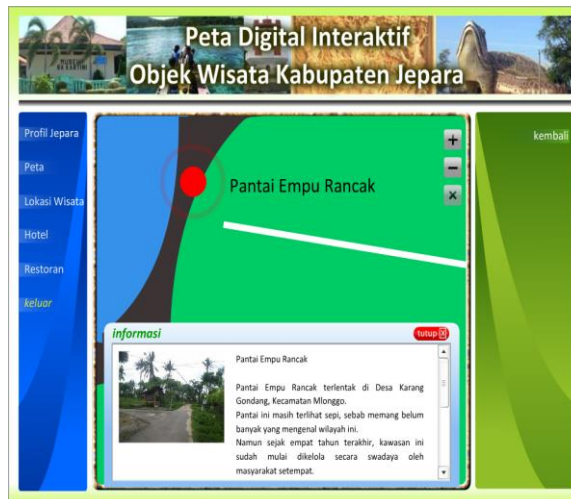 Peta Digital Interaktif
Objek Wisata Kabupaten Jepara
MUSEUM
RA KARTINI
Profil Jepara
Peta
Lokasi Wisata
Hotel
Restoran
keluar
kembali
+
−
×
Pantai Empu Rancak
informasi
tutup X
Pantai Empu Rancak
Pantai Empu Rancak terlentak di Desa Karang
Gondang, Kecamatan Mlonggo.
Pantai ini masih terlihat sepi, sebab memang belum
banyak yang mengenal wilayah ini.
Namun sejak empat tahun terakhir, kawasan ini
sudah mulai dikelola secara swadaya oleh
masyarakat setempat.